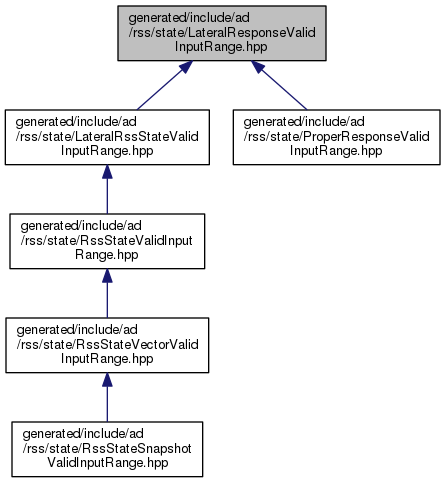 generated/include/ad
/rss/state/LateralResponseValid
InputRange.hpp
generated/include/ad
/rss/state/LateralRssStateValid
InputRange.hpp
generated/include/ad
/rss/state/ProperResponseValid
InputRange.hpp
generated/include/ad
/rss/state/RssStateValidInput
Range.hpp
generated/include/ad
/rss/state/RssStateVectorValid
InputRange.hpp
generated/include/ad
/rss/state/RssStateSnapshot
ValidInputRange.hpp